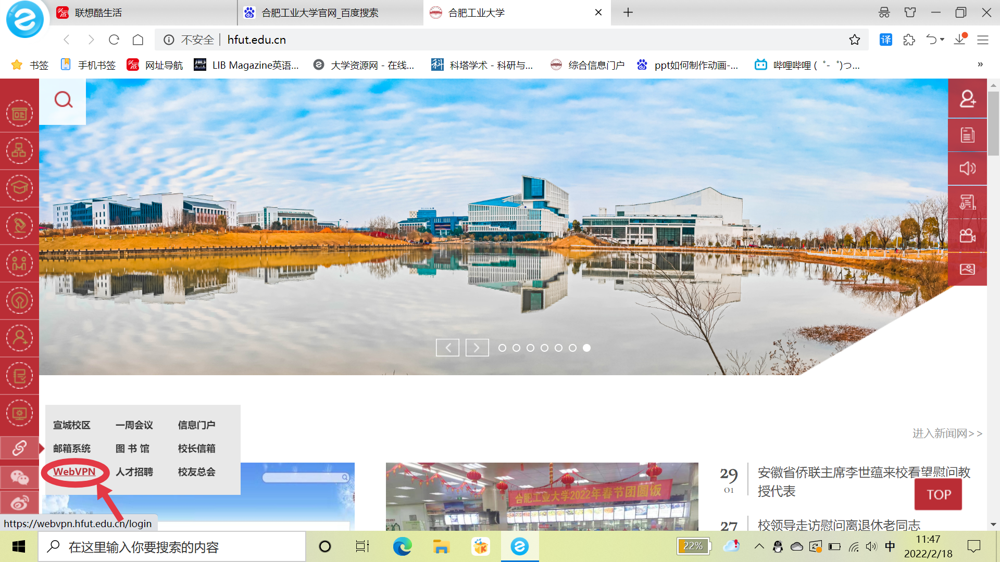 联想酷生活
合肥工业大学官网_百度搜索
合肥工业大学
不安全 hfut.edu.cn
译
书签
手机书签
网址导航
LIB Magazine英语...
大学资源网 - 在线...
科塔学术 - 科研与...
综合信息门户
ppt如何制作动画-...
哔哩哔哩 (゜-゜)つ...
»
宣城校区 一周会议 信息门户
邮箱系统 图 书 馆 校长信箱
WebVPN 人才招聘 校友总会
进入新闻网>>
合肥工业大学2022年春节团圆饭
29
01
安徽省侨联主席李世蕴来校看望慰问教
授代表
TOP
27
校领导走访慰问离退休老同志
https://webvpn.hfut.edu.cn/login
在这里输入你要搜索的内容
22%
中
11:47
2022/2/18